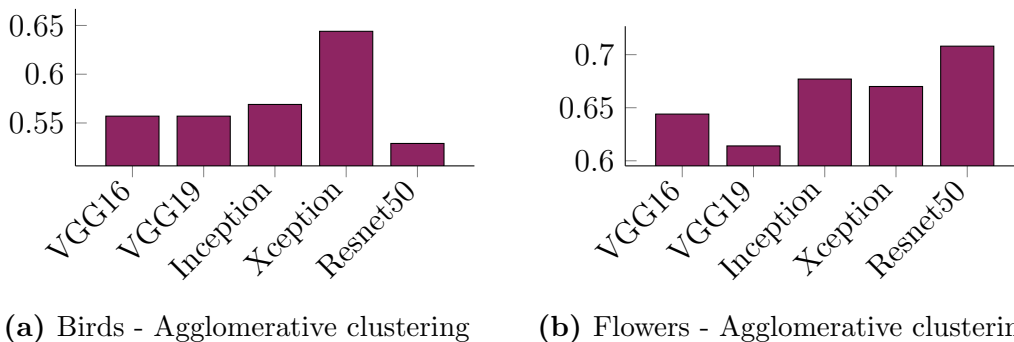 0.65
0.6
0.55
VGG16
VGG19
Inception
Xception
Resnet50
(a) Birds - Agglomerative clustering
0.7
0.65
0.6
VGG16
VGG19
Inception
Xception
Resnet50
(b) Flowers - Agglomerative clusterin